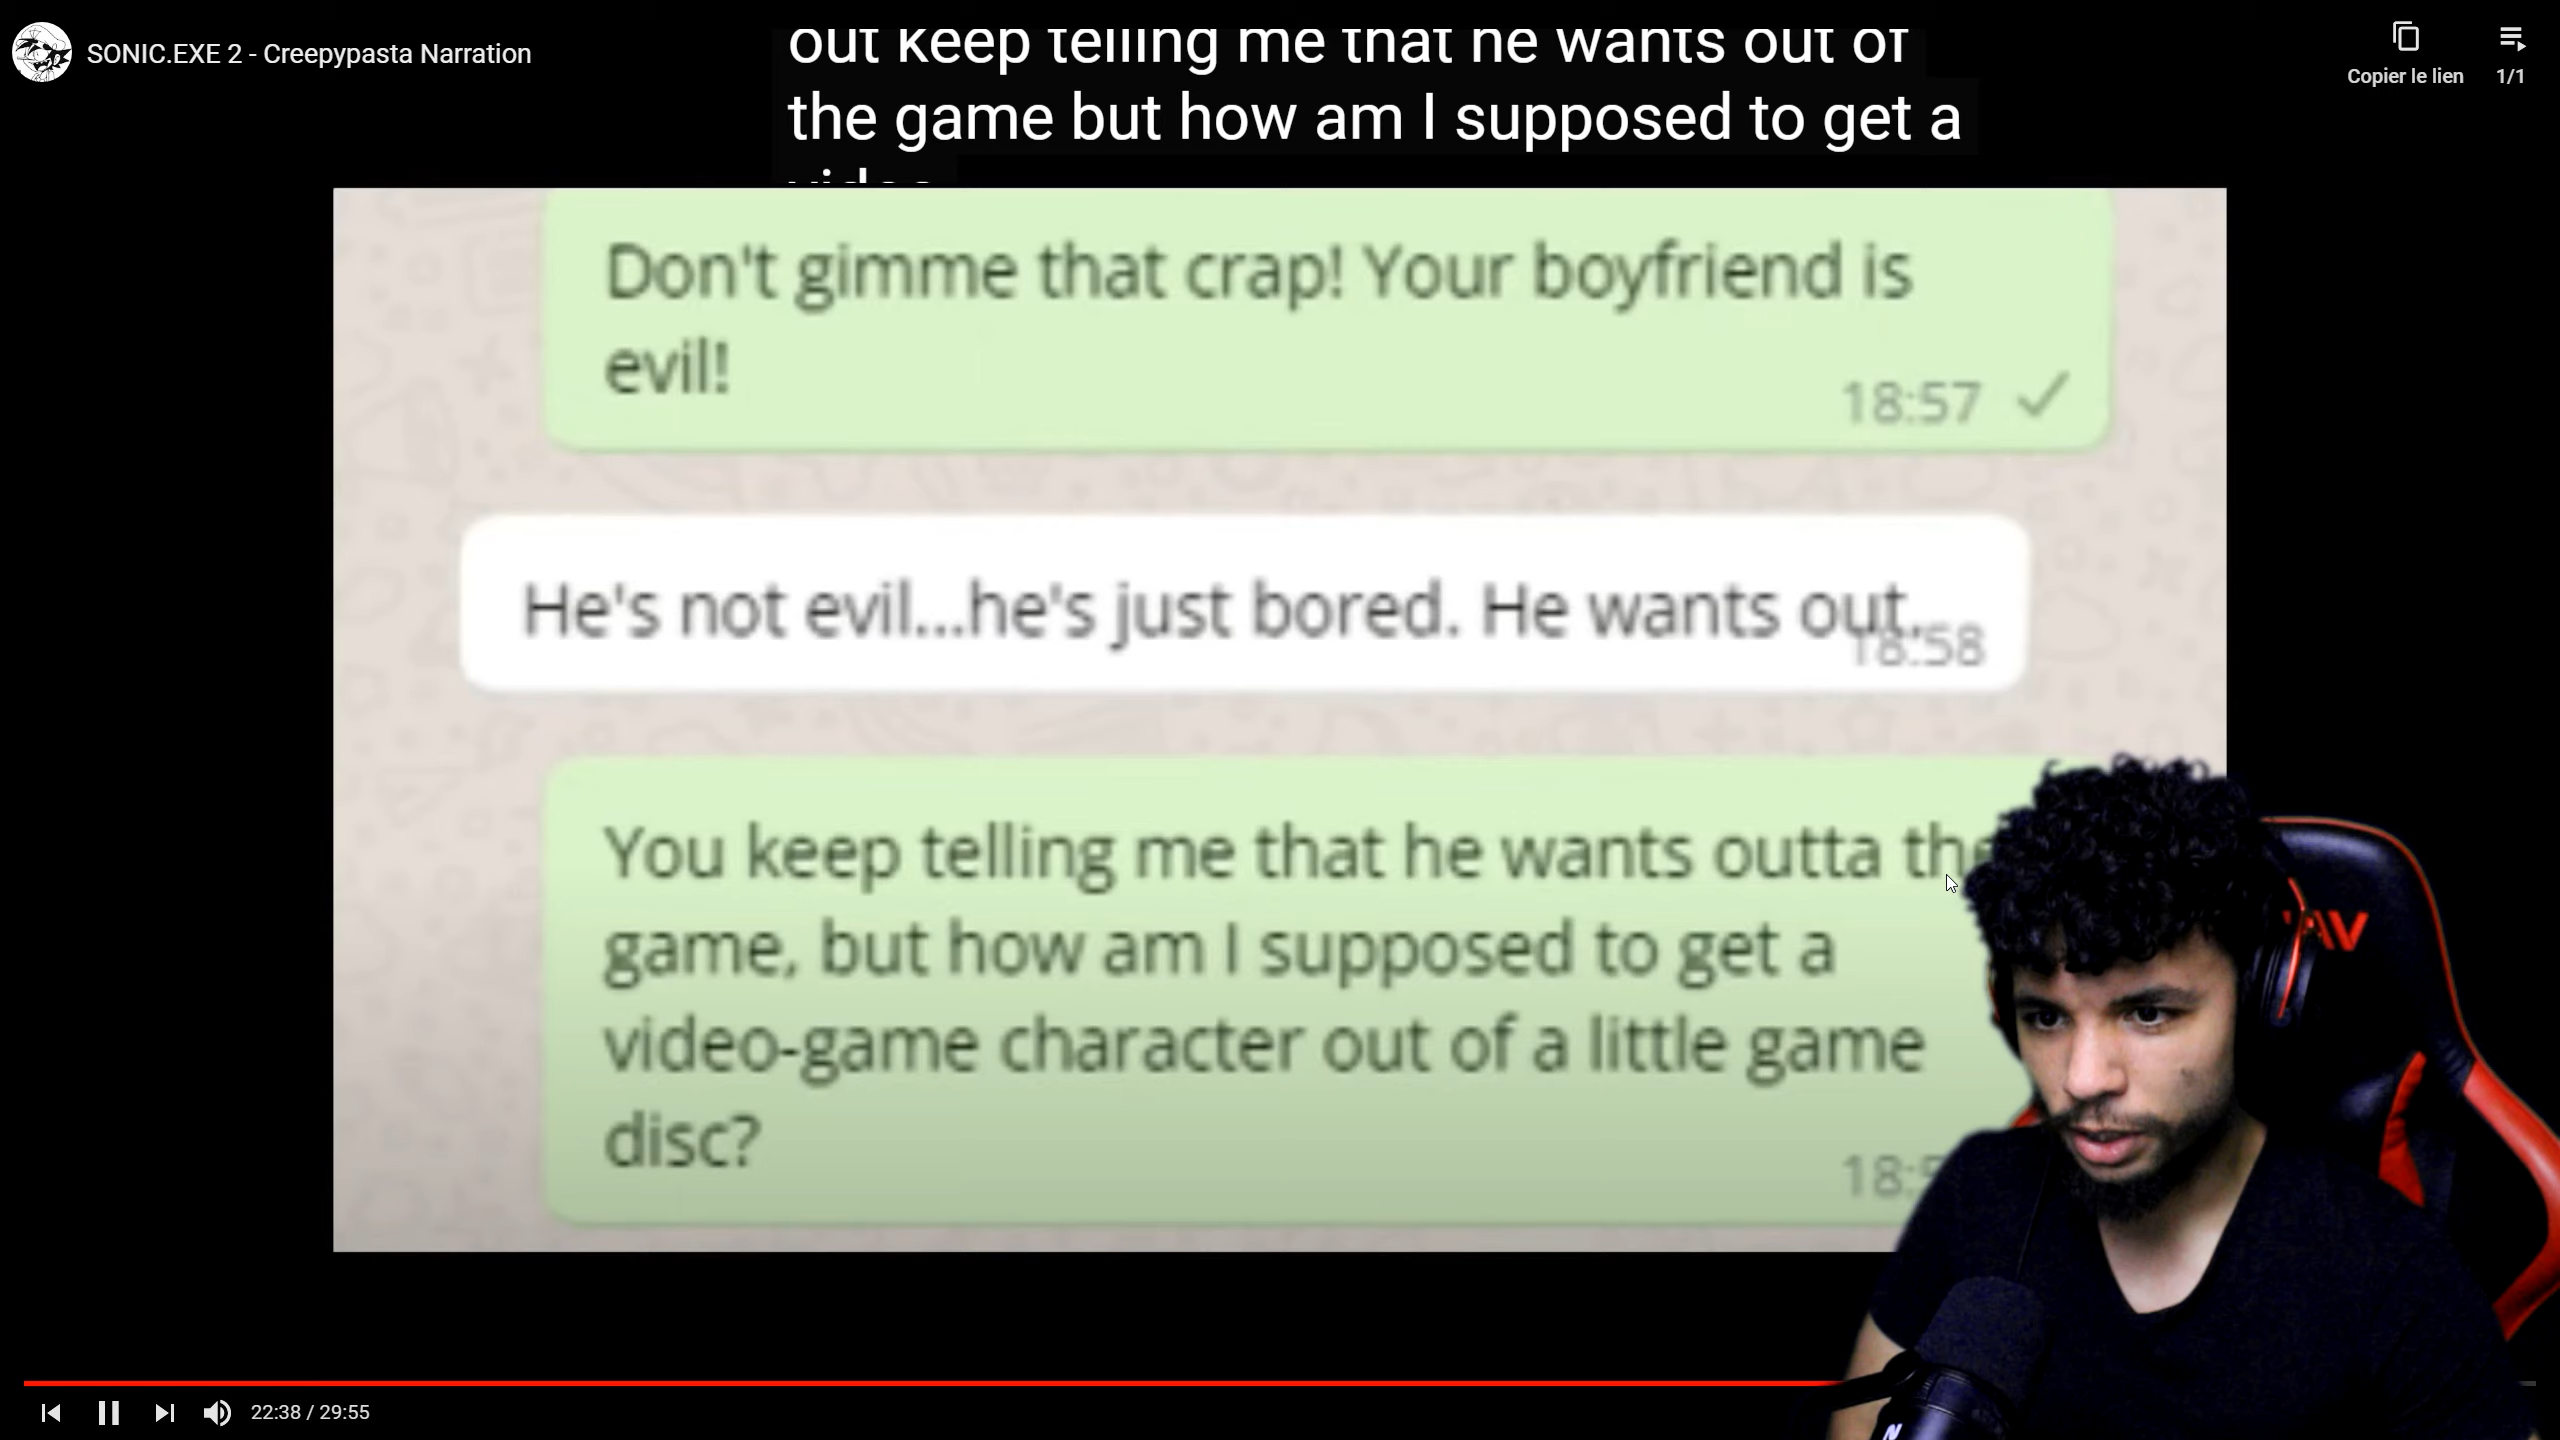 SONIC.EXE 2 - Creepypasta Narration
out keep telling me that he wants out of
the game but how am I supposed to get a
video
Copier le lien
1/1
Don't gimme that crap! Your boyfriend is
evil!
18:57
He's not evil...he's just bored. He wants out.
18:58
You keep telling me that he wants outta the
game, but how am I supposed to get a
video-game character out of a little game
disc?
22:38 / 29:55